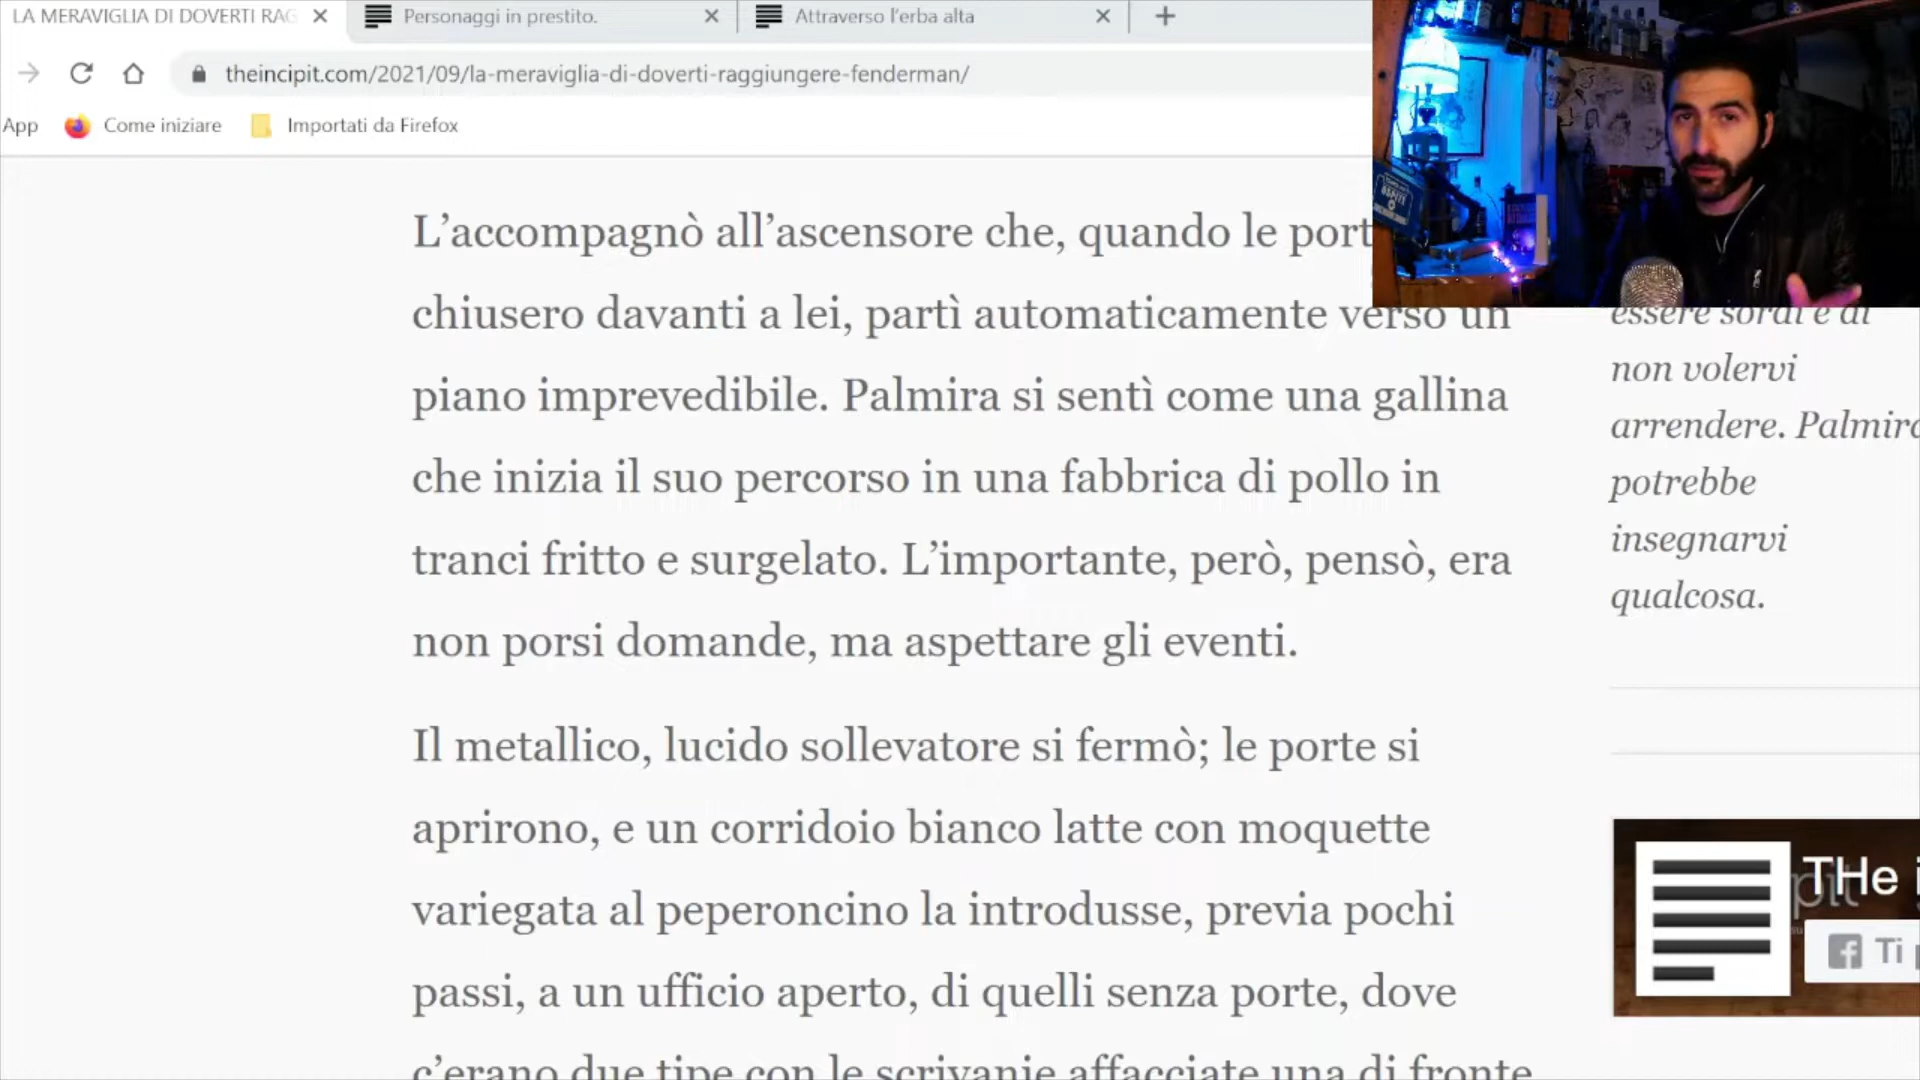 LA MERAVIGLIA DI DOVERTI RAG
Personaggi in prestito.
Attraverso l'erba alta
theincipit.com/2021/09/la-meraviglia-di-doverti-raggiungere-fenderman/
App
Come iniziare
Importati da Firefox
L’accompagnò all’ascensore che, quando le port
chiusero davanti a lei, partì automaticamente verso un
piano imprevedibile. Palmira si sentì come una gallina
che inizia il suo percorso in una fabbrica di pollo in
tranci fritto e surgelato. L’importante, però, pensò, era
non porsi domande, ma aspettare gli eventi.
Il metallico, lucido sollevatore si fermò; le porte si
aprirono, e un corridoio bianco latte con moquette
variegata al peperoncino la introdusse, previa pochi
passi, a un ufficio aperto, di quelli senza porte, dove
c’erano due tipe con le scrivanie affacciate una di fronte
essere sordi e di
non volervi
arrendere. Palmira
potrebbe
insegnarvi
qualcosa.
THe i
pit
Ti p